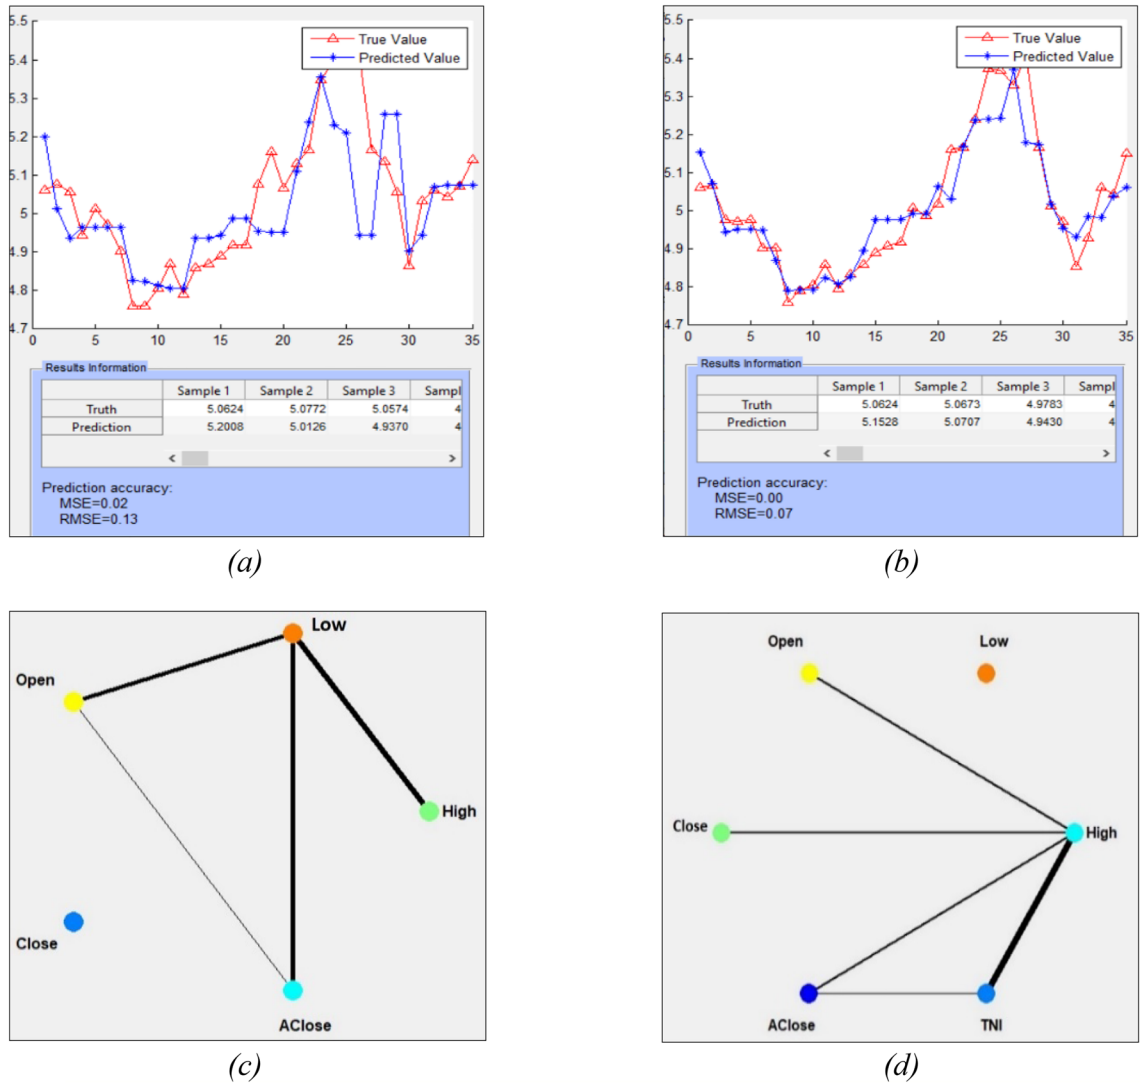 5.5
5.4
5.3
5.2
5.1
5
4.9
4.8
4.7
0 5 10 15 20 25 30 35
True Value
Predicted Value
Results Information
Sample 1 Sample 2 Sample 3 Sampl
Truth 5.0624 5.0772 5.0574 4
Prediction 5.2008 5.0126 4.9370 4
< >
Prediction accuracy:
MSE=0.02
RMSE=0.13
(a)
5.5
5.4
5.3
5.2
5.1
5
4.9
4.8
4.7
0 5 10 15 20 25 30 35
True Value
Predicted Value
Results Information
Sample 1 Sample 2 Sample 3 Sampl
Truth 5.0624 5.0673 4.9783 4
Prediction 5.1528 5.0707 4.9430 4
< >
Prediction accuracy:
MSE=0.00
RMSE=0.07
(b)
Low
Open
High
Close
AClose
(c)
Open Low
Close High
AClose TNI
(d)